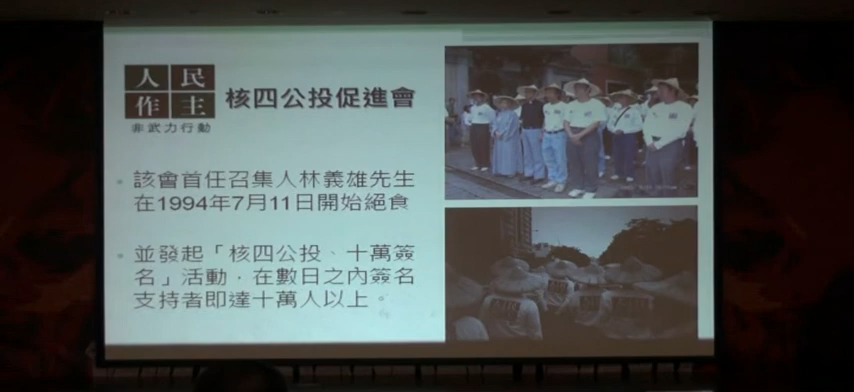 人民
作主
非武力行動
核四公投促進會
該會首任召集人林義雄先生
在1994年7月11日開始絕食
並發起「核四公投、十萬簽
名」活動，在數日之內簽名
支持者即達十萬人以上。